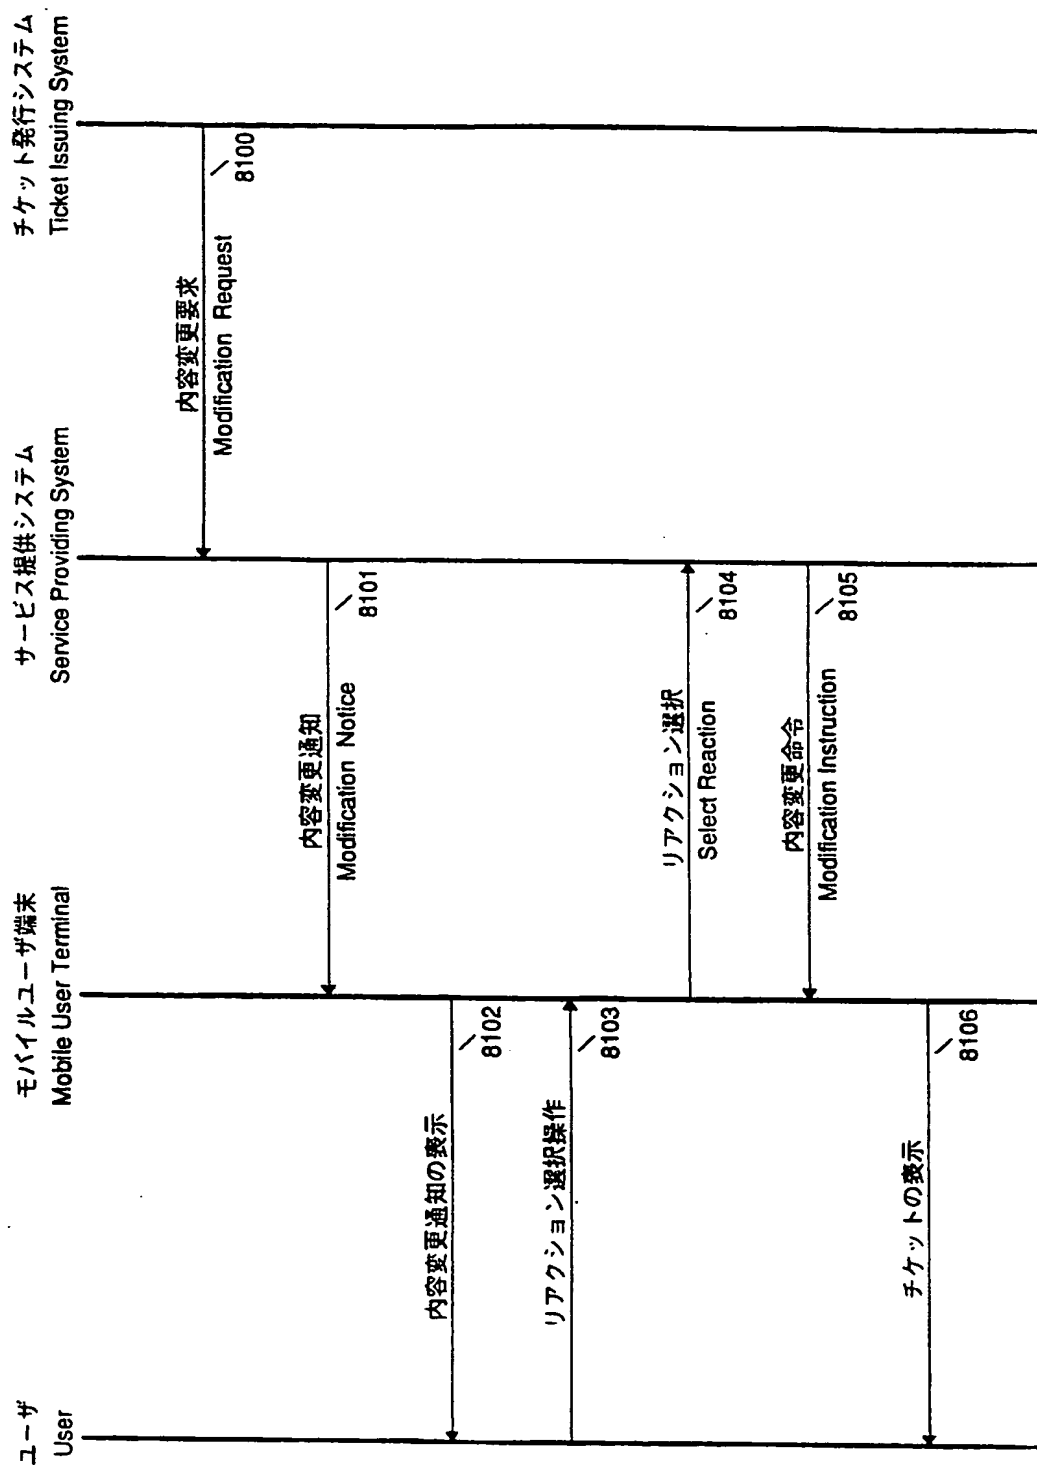 ユーザ
User
モバイルユーザ端末
Mobile User Terminal
サービス提供システム
Service Providing System
チケット発行システム
Ticket Issuing System
内容変更要求
Modification Request
8100
内容変更通知
Modification Notice
8101
内容変更通知の表示
8102
リアクション選択操作
8103
リアクション選択
Select Reaction
8104
内容変更命令
Modification Instruction
8105
チケットの表示
8106